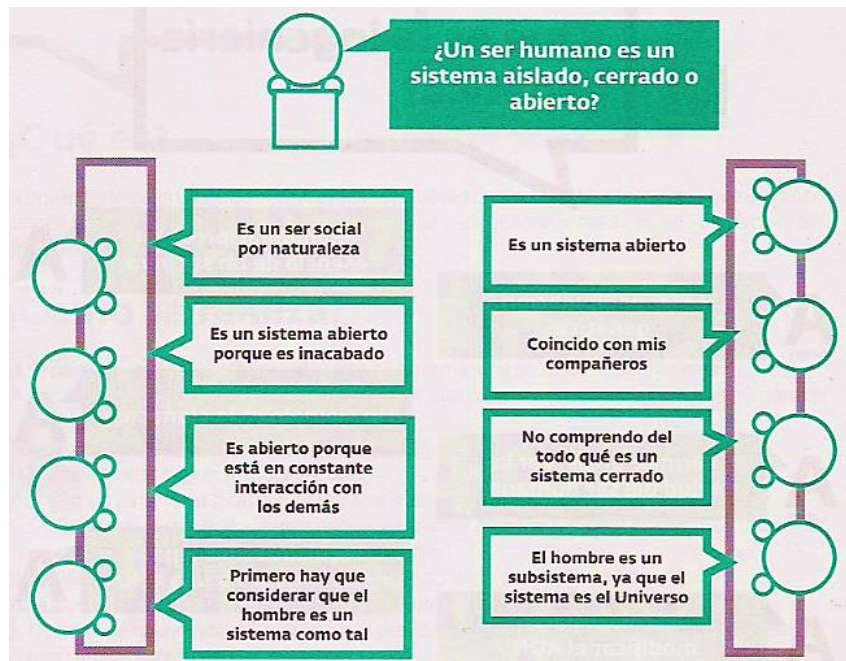 ¿Un ser humano es un
sistema aislado, cerrado o
abierto?
Es un ser social
por naturaleza
Es un sistema abierto
porque es inacabado
Es abierto porque
está en constante
interacción con
los demás
Primero hay que
considerar que el
hombre es un
sistema como tal
Es un sistema abierto
Coincido con mis
compañeros
No comprendo del
todo qué es un
sistema cerrado
El hombre es un
subsistema, ya que el
sistema es el Universo